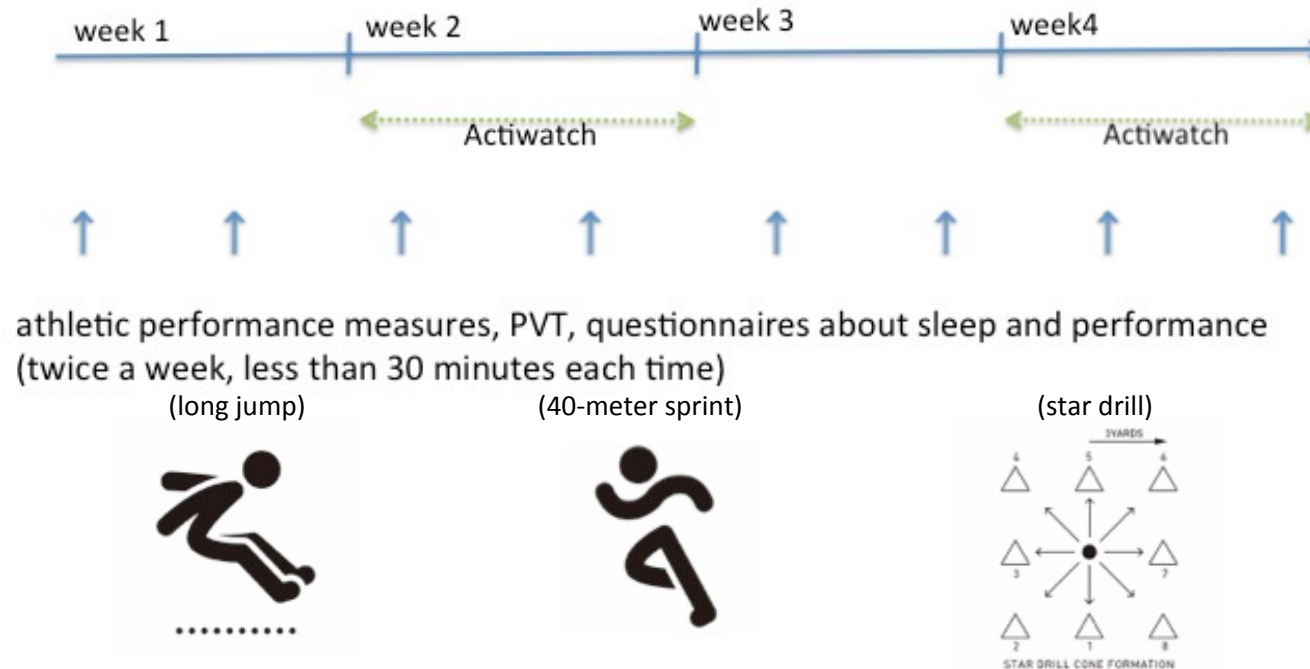 week 1 week 2 week 3 week4
Actiwatch Actiwatch
athletic performance measures, PVT, questionnaires about sleep and performance
(twice a week, less than 30 minutes each time)
(long jump) (40-meter sprint) (star drill)
3YARDS
4 5 6
3 7
2 1 8
STAR DRILL CONE FORMATION